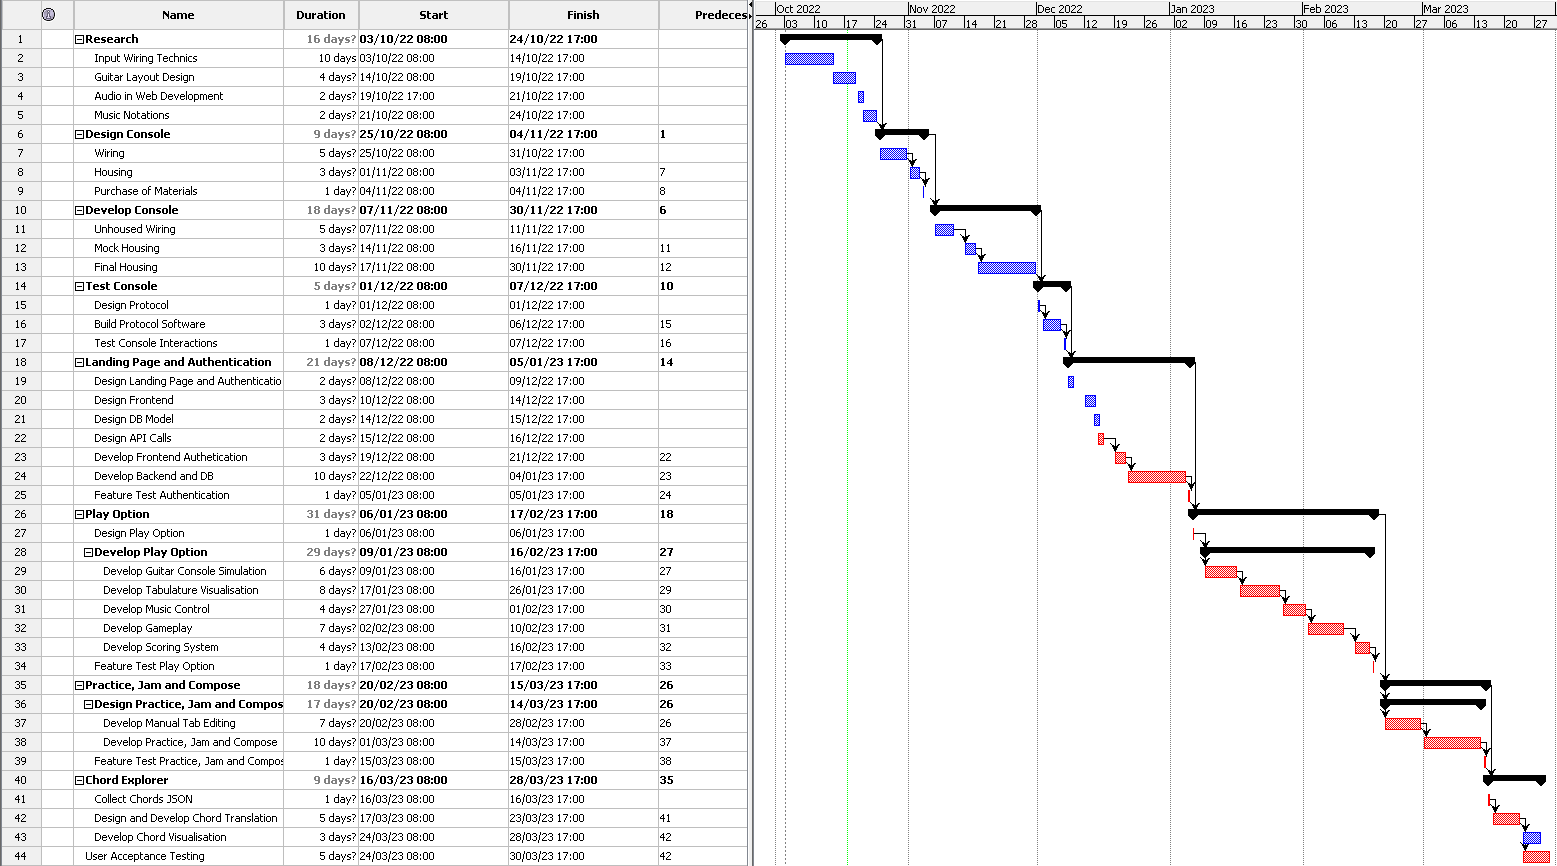 Name Duration Start Finish Predeces
Oct 2022 Nov 2022 Dec 2022 Jan 2023 Feb 2023 Mar 2023
26 03 10 17 24 31 07 14 21 28 05 12 19 26 02 09 16 23 30 06 13 20 27 06 13 20 27
1 Research 16 days? 03/10/22 08:00 24/10/22 17:00
2 Input Wiring Technics 10 days 03/10/22 08:00 14/10/22 17:00
3 Guitar Layout Design 4 days? 14/10/22 08:00 19/10/22 17:00
4 Audio in Web Development 2 days? 19/10/22 17:00 21/10/22 17:00
5 Music Notations 2 days? 21/10/22 08:00 24/10/22 17:00
6 Design Console 9 days? 25/10/22 08:00 04/11/22 17:00 1
7 Wiring 5 days? 25/10/22 08:00 31/10/22 17:00
8 Housing 3 days? 01/11/22 08:00 03/11/22 17:00 7
9 Purchase of Materials 1 day? 04/11/22 08:00 04/11/22 17:00 8
10 Develop Console 18 days? 07/11/22 08:00 30/11/22 17:00 6
11 Unhoused Wiring 5 days? 07/11/22 08:00 11/11/22 17:00
12 Mock Housing 3 days? 14/11/22 08:00 16/11/22 17:00 11
13 Final Housing 10 days? 17/11/22 08:00 30/11/22 17:00 12
14 Test Console 5 days? 01/12/22 08:00 07/12/22 17:00 10
15 Design Protocol 1 day? 01/12/22 08:00 01/12/22 17:00
16 Build Protocol Software 3 days? 02/12/22 08:00 06/12/22 17:00 15
17 Test Console Interactions 1 day? 07/12/22 08:00 07/12/22 17:00 16
18 Landing Page and Authentication 21 days? 08/12/22 08:00 05/01/23 17:00 14
19 Design Landing Page and Authenticatio 2 days? 08/12/22 08:00 09/12/22 17:00
20 Design Frontend 3 days? 10/12/22 08:00 14/12/22 17:00
21 Design DB Model 2 days? 14/12/22 08:00 15/12/22 17:00
22 Design API Calls 2 days? 15/12/22 08:00 16/12/22 17:00
23 Develop Frontend Authetication 3 days? 19/12/22 08:00 21/12/22 17:00 22
24 Develop Backend and DB 10 days? 22/12/22 08:00 04/01/23 17:00 23
25 Feature Test Authentication 1 day? 05/01/23 08:00 05/01/23 17:00 24
26 Play Option 31 days? 06/01/23 08:00 17/02/23 17:00 18
27 Design Play Option 1 day? 06/01/23 08:00 06/01/23 17:00
28 Develop Play Option 29 days? 09/01/23 08:00 16/02/23 17:00 27
29 Develop Guitar Console Simulation 6 days? 09/01/23 08:00 16/01/23 17:00 27
30 Develop Tabulature Visualisation 8 days? 17/01/23 08:00 26/01/23 17:00 29
31 Develop Music Control 4 days? 27/01/23 08:00 01/02/23 17:00 30
32 Develop Gameplay 7 days? 02/02/23 08:00 10/02/23 17:00 31
33 Develop Scoring System 4 days? 13/02/23 08:00 16/02/23 17:00 32
34 Feature Test Play Option 1 day? 17/02/23 08:00 17/02/23 17:00 33
35 Practice, Jam and Compose 18 days? 20/02/23 08:00 15/03/23 17:00 26
36 Design Practice, Jam and Compos 17 days? 20/02/23 08:00 14/03/23 17:00 26
37 Develop Manual Tab Editing 7 days? 20/02/23 08:00 28/02/23 17:00 26
38 Develop Practice, Jam and Compose 10 days? 01/03/23 08:00 14/03/23 17:00 37
39 Feature Test Practice, Jam and Compos 1 day? 15/03/23 08:00 15/03/23 17:00 38
40 Chord Explorer 9 days? 16/03/23 08:00 28/03/23 17:00 35
41 Collect Chords JSON 1 day? 16/03/23 08:00 16/03/23 17:00
42 Design and Develop Chord Translation 5 days? 17/03/23 08:00 23/03/23 17:00 41
43 Develop Chord Visualisation 3 days? 24/03/23 08:00 28/03/23 17:00 42
44 User Acceptance Testing 5 days? 24/03/23 08:00 30/03/23 17:00 42